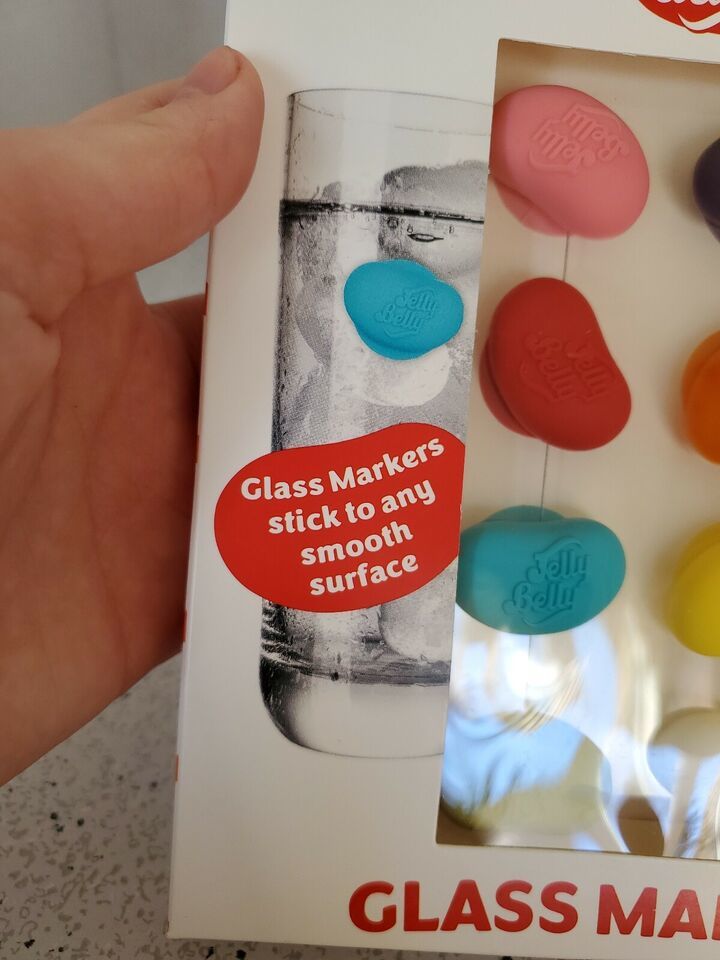 Jelly
Belly
Jelly
Belly
Jelly
Belly
Glass Markers
stick to any
smooth
surface
Jelly
Belly
GLASS MA